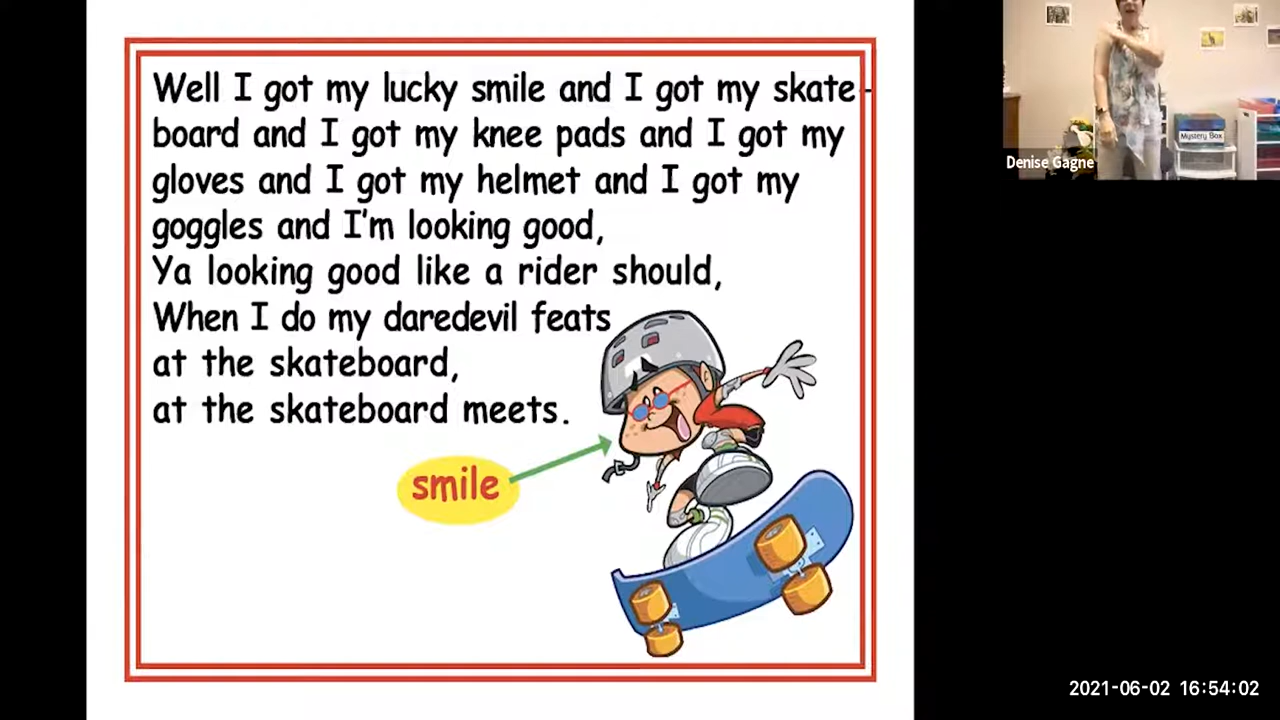 Well I got my lucky smile and I got my skate-
board and I got my knee pads and I got my
gloves and I got my helmet and I got my
goggles and I'm looking good,
Ya looking good like a rider should,
When I do my daredevil feats
at the skateboard,
at the skateboard meets.
smile
Mystery Box
Denise Gagne
2021-06-02 16:54:02